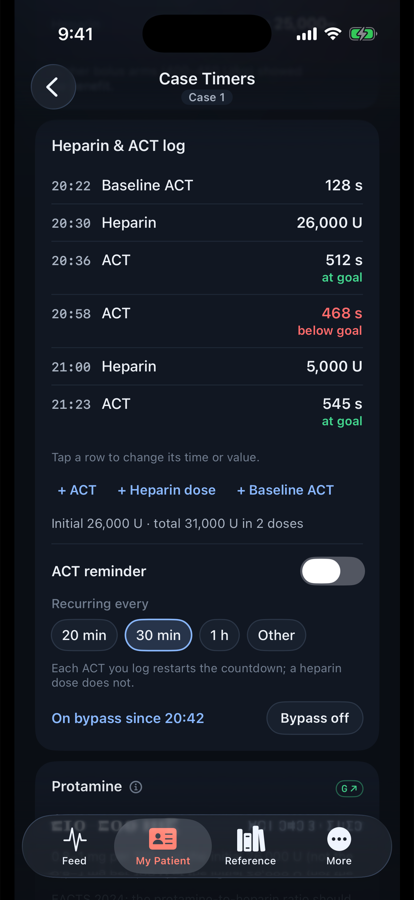 9:41
Case Timers
Case 1
Heparin & ACT log
20:22 Baseline ACT 128 s
20:30 Heparin 26,000 U
20:36 ACT 512 s
at goal
20:58 ACT 468 s
below goal
21:00 Heparin 5,000 U
21:23 ACT 545 s
at goal
Tap a row to change its time or value.
+ ACT + Heparin dose + Baseline ACT
Initial 26,000 U · total 31,000 U in 2 doses
ACT reminder
Recurring every
20 min 30 min 1 h Other
Each ACT you log restarts the countdown; a heparin
dose does not.
On bypass since 20:42 Bypass off
Protamine G↗
Feed My Patient Reference More